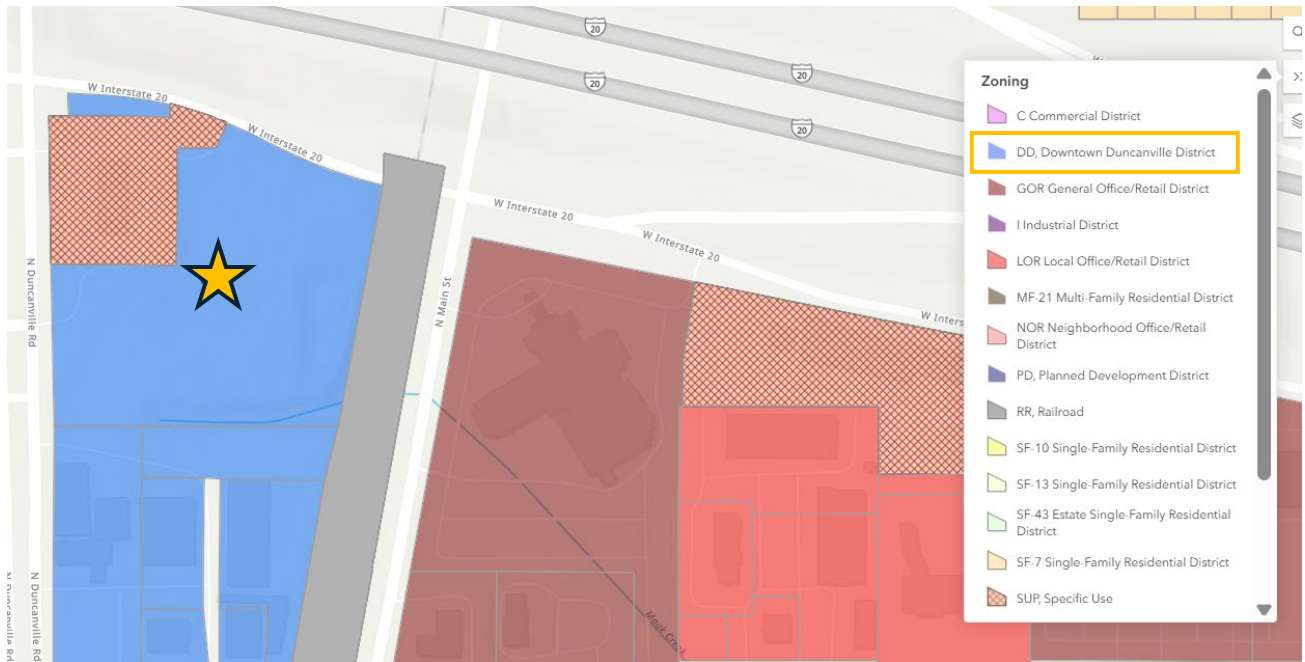 20
20
20
20
W Interstate 20
W Interstate 20
W Interstate 20
W Interstate 20
W Inters
N Duncanville Rd
N Duncanville Rd
N Main St
Mauk Creek
Zoning
C Commercial District
DD, Downtown Duncanville District
GOR General Office/Retail District
I Industrial District
LOR Local Office/Retail District
MF-21 Multi-Family Residential District
NOR Neighborhood Office/Retail
District
PD, Planned Development District
RR, Railroad
SF-10 Single-Family Residential District
SF-13 Single-Family Residential District
SF-43 Estate Single-Family Residential
District
SF-7 Single-Family Residential District
SUP, Specific Use